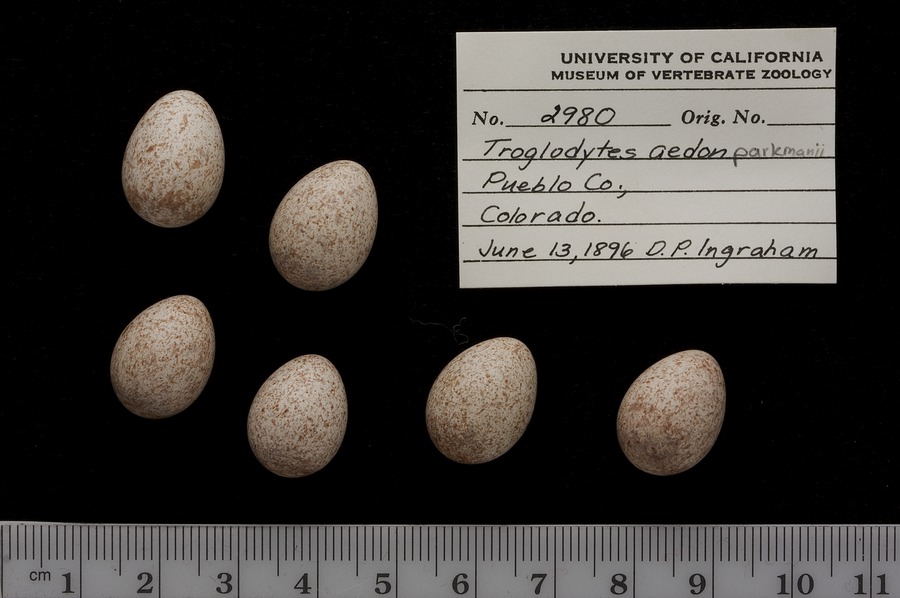 UNIVERSITY OF CALIFORNIA
MUSEUM OF VERTEBRATE ZOOLOGY
No. 2980 Orig. No.
Troglodytes aedon parkmanii
Pueblo Co.,
Colorado.
June 13, 1896 D.P. Ingraham
cm 1 2 3 4 5 6 7 8 9 10 11